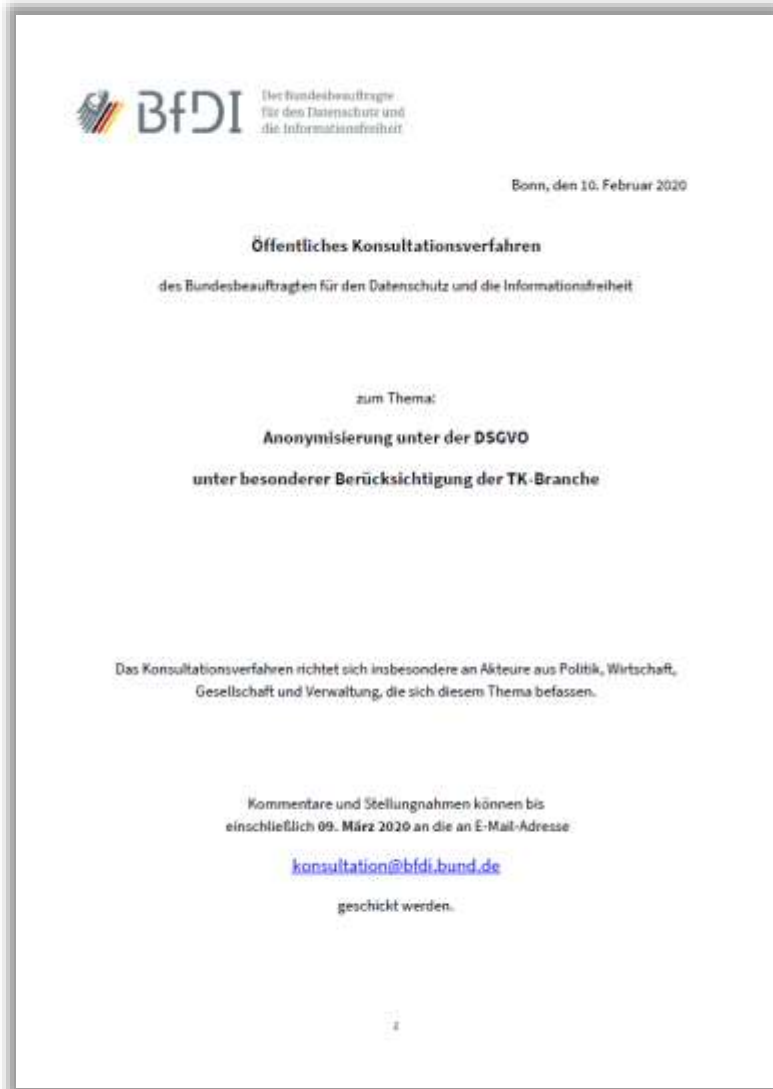 BfDI
Der Bundesbeauftragte
für den Datenschutz und
die Informationsfreiheit
Bonn, den 10. Februar 2020
Öffentliches Konsultationsverfahren
des Bundesbeauftragten für den Datenschutz und die Informationsfreiheit
zum Thema:
Anonymisierung unter der DSGVO
unter besonderer Berücksichtigung der TK-Branche
Das Konsultationsverfahren richtet sich insbesondere an Akteure aus Politik, Wirtschaft,
Gesellschaft und Verwaltung, die sich diesem Thema befassen.
Kommentare und Stellungnahmen können bis
einschließlich 09. März 2020 an die an E-Mail-Adresse
konsultation@bfdi.bund.de
geschickt werden.
2